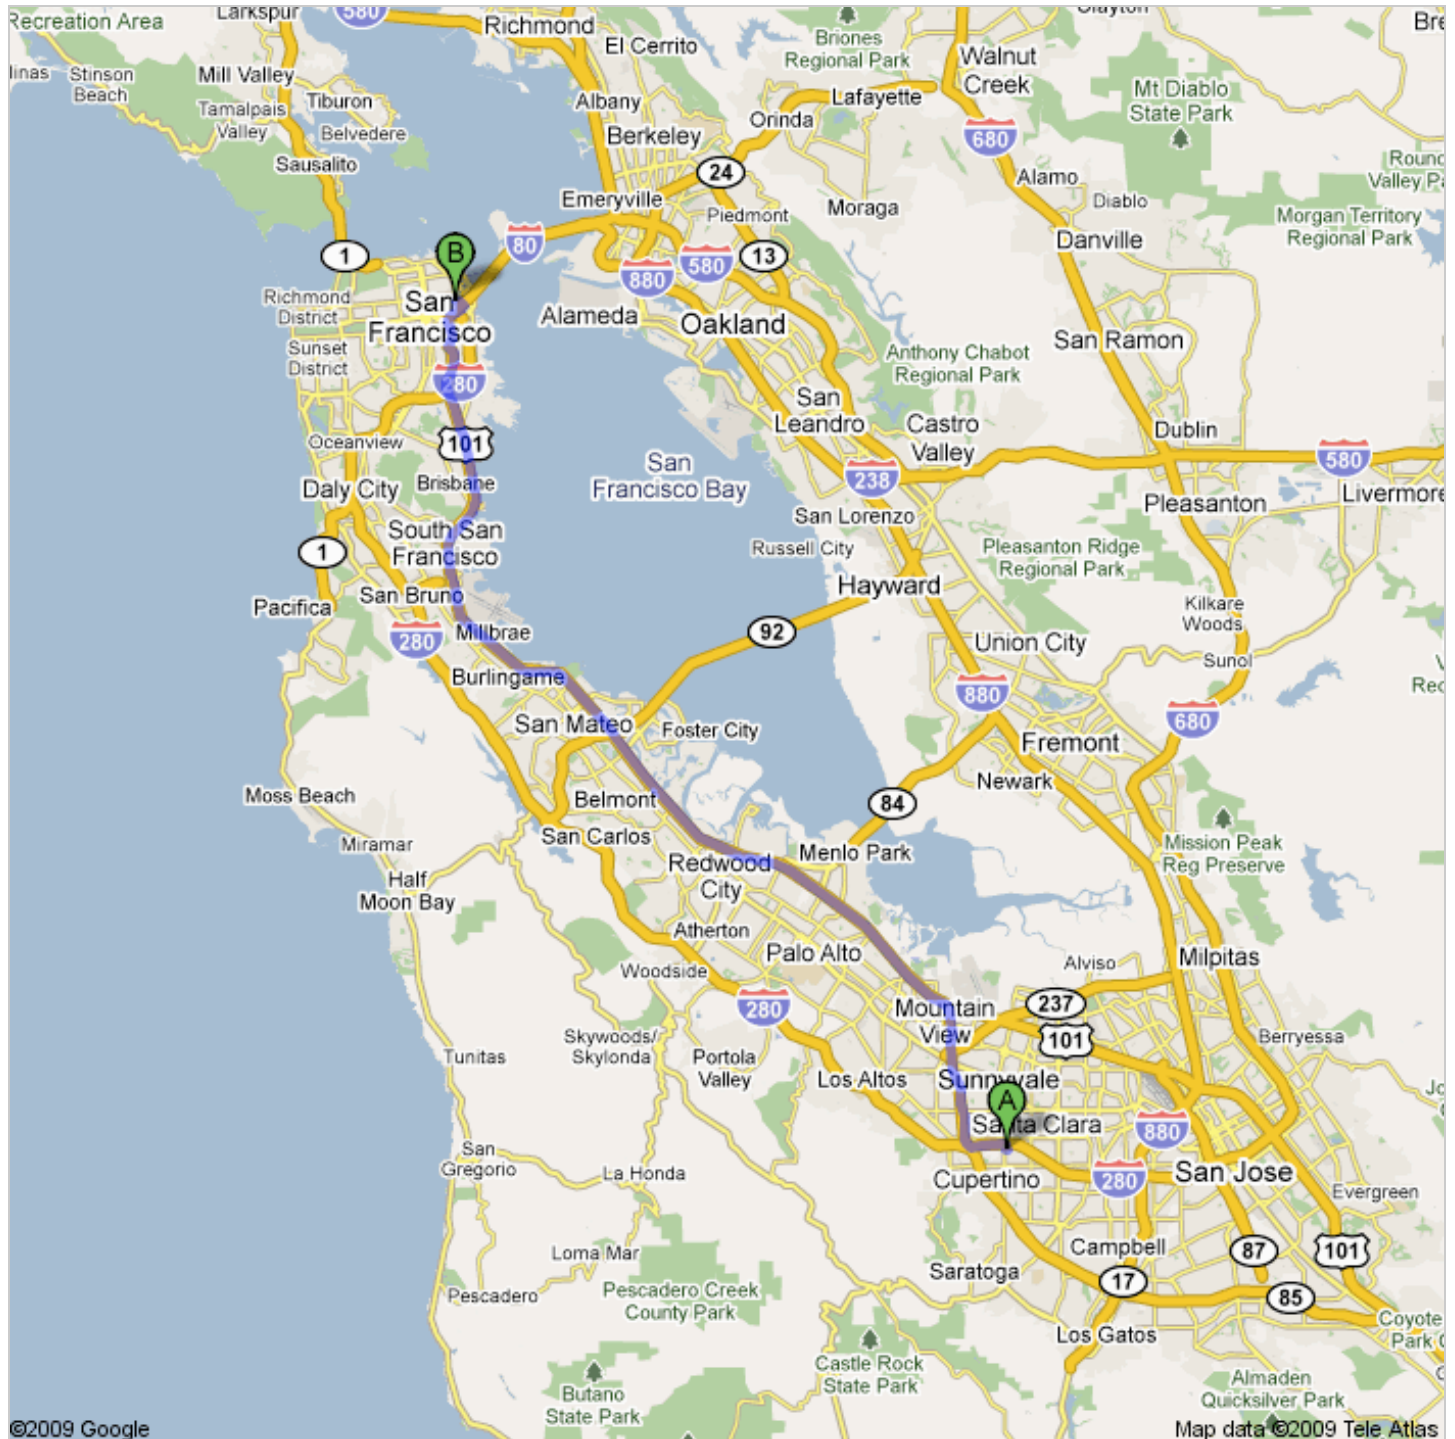 Recreation Area
Larkspur
580
Richmond
El Cerrito
Briones
Regional Park
Clayton
Walnut
Creek
linas
Stinson
Beach
Mill Valley
Tiburon
Tamalpais
Valley
Belvedere
Sausalito
Albany
Berkeley
Orinda
Lafayette
Mt Diablo
State Park
680
24
Emeryville
Piedmont
Moraga
Alamo
Diablo
Danville
Morgan Territory
Regional Park
1
B
80
880
580
13
Richmond
District
San
Francisco
Sunset
District
Alameda
Oakland
San Ramon
Anthony Chabot
Regional Park
280
San
Leandro
Castro
Valley
Dublin
580
Oceanview
101
Daly City
Brisbane
San
Francisco Bay
238
Pleasanton
Livermore
South San
Francisco
1
San Lorenzo
Russell City
Pleasanton Ridge
Regional Park
San Bruno
Pacifica
280
Millbrae
Hayward
92
Kilkare
Woods
Union City
Sunol
Burlingame
880
680
San Mateo
Foster City
Fremont
Newark
Moss Beach
Belmont
84
San Carlos
Miramar
Menlo Park
Mission Peak
Reg Preserve
Half
Moon Bay
Redwood
City
Atherton
Palo Alto
Woodside
Alviso
Milpitas
280
237
Mountain
View
101
Berryessa
Tunitas
Skywoods/
Skylonda
Portola
Valley
Los Altos
Sunnyvale
A
Santa Clara
880
San
Gregorio
La Honda
Cupertino
280
San Jose
Evergreen
Loma Mar
Campbell
87
101
Saratoga
17
85
Pescadero
Pescadero Creek
County Park
Los Gatos
Coyote
Castle Rock
State Park
Butano
State Park
Almaden
Quicksilver Park
©2009 Google
Map data ©2009 Tele Atlas